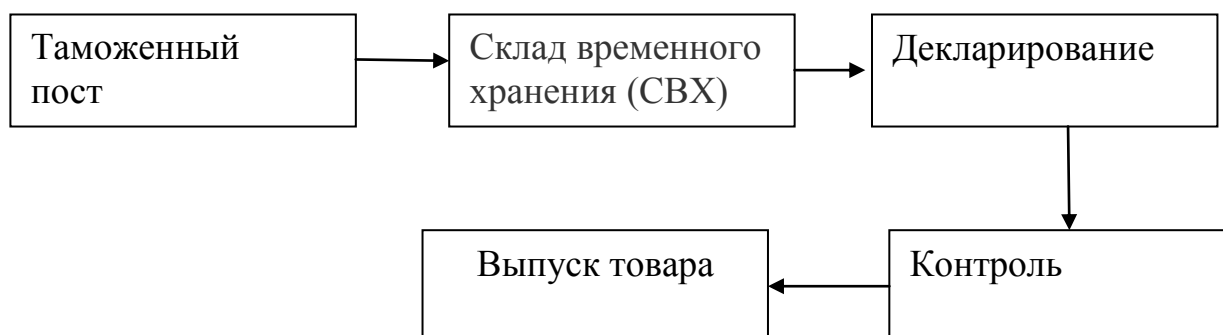 Таможенный
пост
Склад временного
хранения (СВХ)
Декларирование
Контроль
Выпуск товара